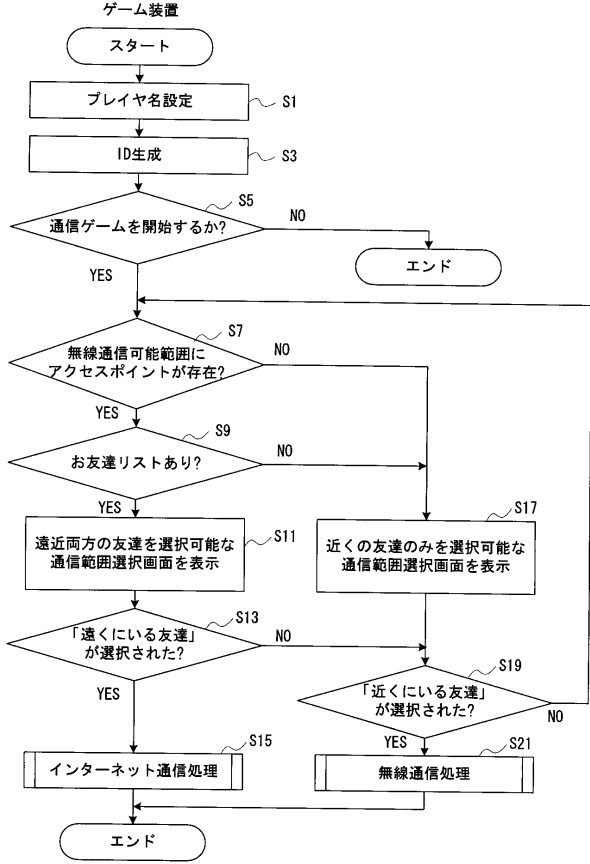 ゲーム装置
スタート
プレイヤ名設定
S1
ID生成
S3
S5
通信ゲームを開始するか?
NO
エンド
YES
S7
無線通信可能範囲に
アクセスポイントが存在?
NO
YES
S9
お友達リストあり?
NO
YES
S11
遠近両方の友達を選択可能な
通信範囲選択画面を表示
S17
近くの友達のみを選択可能な
通信範囲選択画面を表示
S13
「遠くにいる友達」
が選択された?
NO
YES
S19
「近くにいる友達」
が選択された?
NO
YES
S15
インターネット通信処理
S21
無線通信処理
エンド